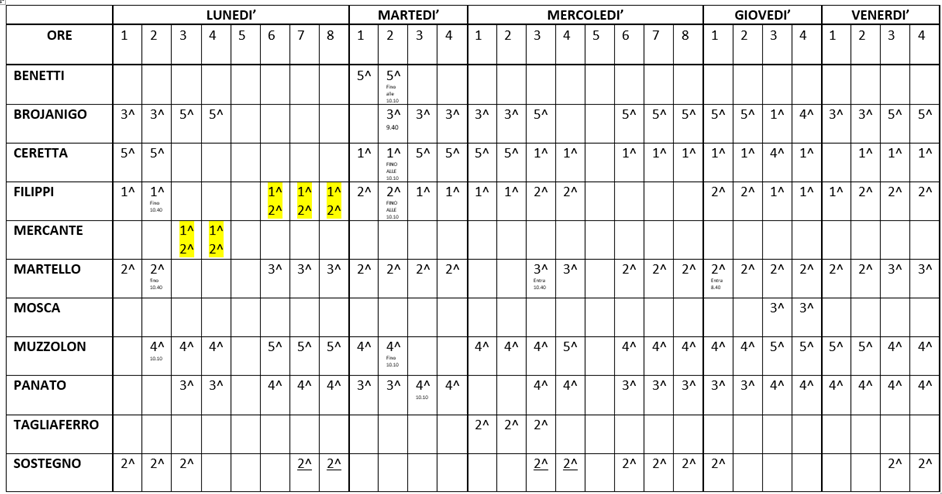 LUNEDI’ MARTEDI’ MERCOLEDI’ GIOVEDI’ VENERDI’
ORE 1 2 3 4 5 6 7 8 1 2 3 4 1 2 3 4 5 6 7 8 1 2 3 4 1 2 3 4
BENETTI 5^ 5^
Fino
alle
10.10
BROJANIGO 3^ 3^ 5^ 5^ 3^ 3^ 3^ 3^ 3^ 5^ 5^ 5^ 5^ 5^ 5^ 1^ 4^ 3^ 3^ 5^ 5^
9.40
CERETTA 5^ 5^ 1^ 1^ 5^ 5^ 5^ 5^ 1^ 1^ 1^ 1^ 1^ 1^ 1^ 4^ 1^ 1^ 1^ 1^
FINO
ALLE
10.10
FILIPPI 1^ 1^ 1^ 1^ 1^ 2^ 2^ 1^ 1^ 1^ 1^ 2^ 2^ 2^ 2^ 1^ 1^ 1^ 2^ 2^ 2^
Fino FINO
10.40 2^ 2^ 2^ ALLE
10.10
MERCANTE 1^ 1^
2^ 2^
MARTELLO 2^ 2^ 3^ 3^ 3^ 2^ 2^ 2^ 2^ 3^ 3^ 2^ 2^ 2^ 2^ 2^ 2^ 2^ 2^ 2^ 3^ 3^
fino Entra Entra
10.40 10.40 8.40
MOSCA 3^ 3^
MUZZOLON 4^ 4^ 4^ 5^ 5^ 5^ 4^ 4^ 4^ 4^ 4^ 5^ 4^ 4^ 4^ 4^ 4^ 5^ 5^ 5^ 5^ 4^ 4^
10.10 Fino
10.10
PANATO 3^ 3^ 4^ 4^ 4^ 3^ 3^ 4^ 4^ 4^ 4^ 3^ 3^ 3^ 3^ 3^ 4^ 4^ 4^ 4^ 4^ 4^
10.10
TAGLIAFERRO 2^ 2^ 2^
SOSTEGNO 2^ 2^ 2^ 2^ 2^ 2^ 2^ 2^ 2^ 2^ 2^ 2^ 2^